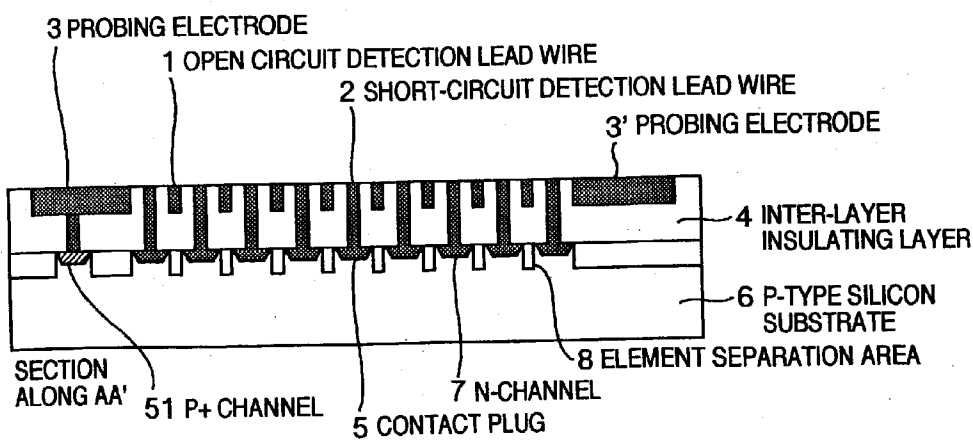 3 PROBING ELECTRODE
1 OPEN CIRCUIT DETECTION LEAD WIRE
2 SHORT-CIRCUIT DETECTION LEAD WIRE
3' PROBING ELECTRODE
4 INTER-LAYER
INSULATING LAYER
6 P-TYPE SILICON
SUBSTRATE
8 ELEMENT SEPARATION AREA
7 N-CHANNEL
5 CONTACT PLUG
51 P+ CHANNEL
SECTION
ALONG AA'